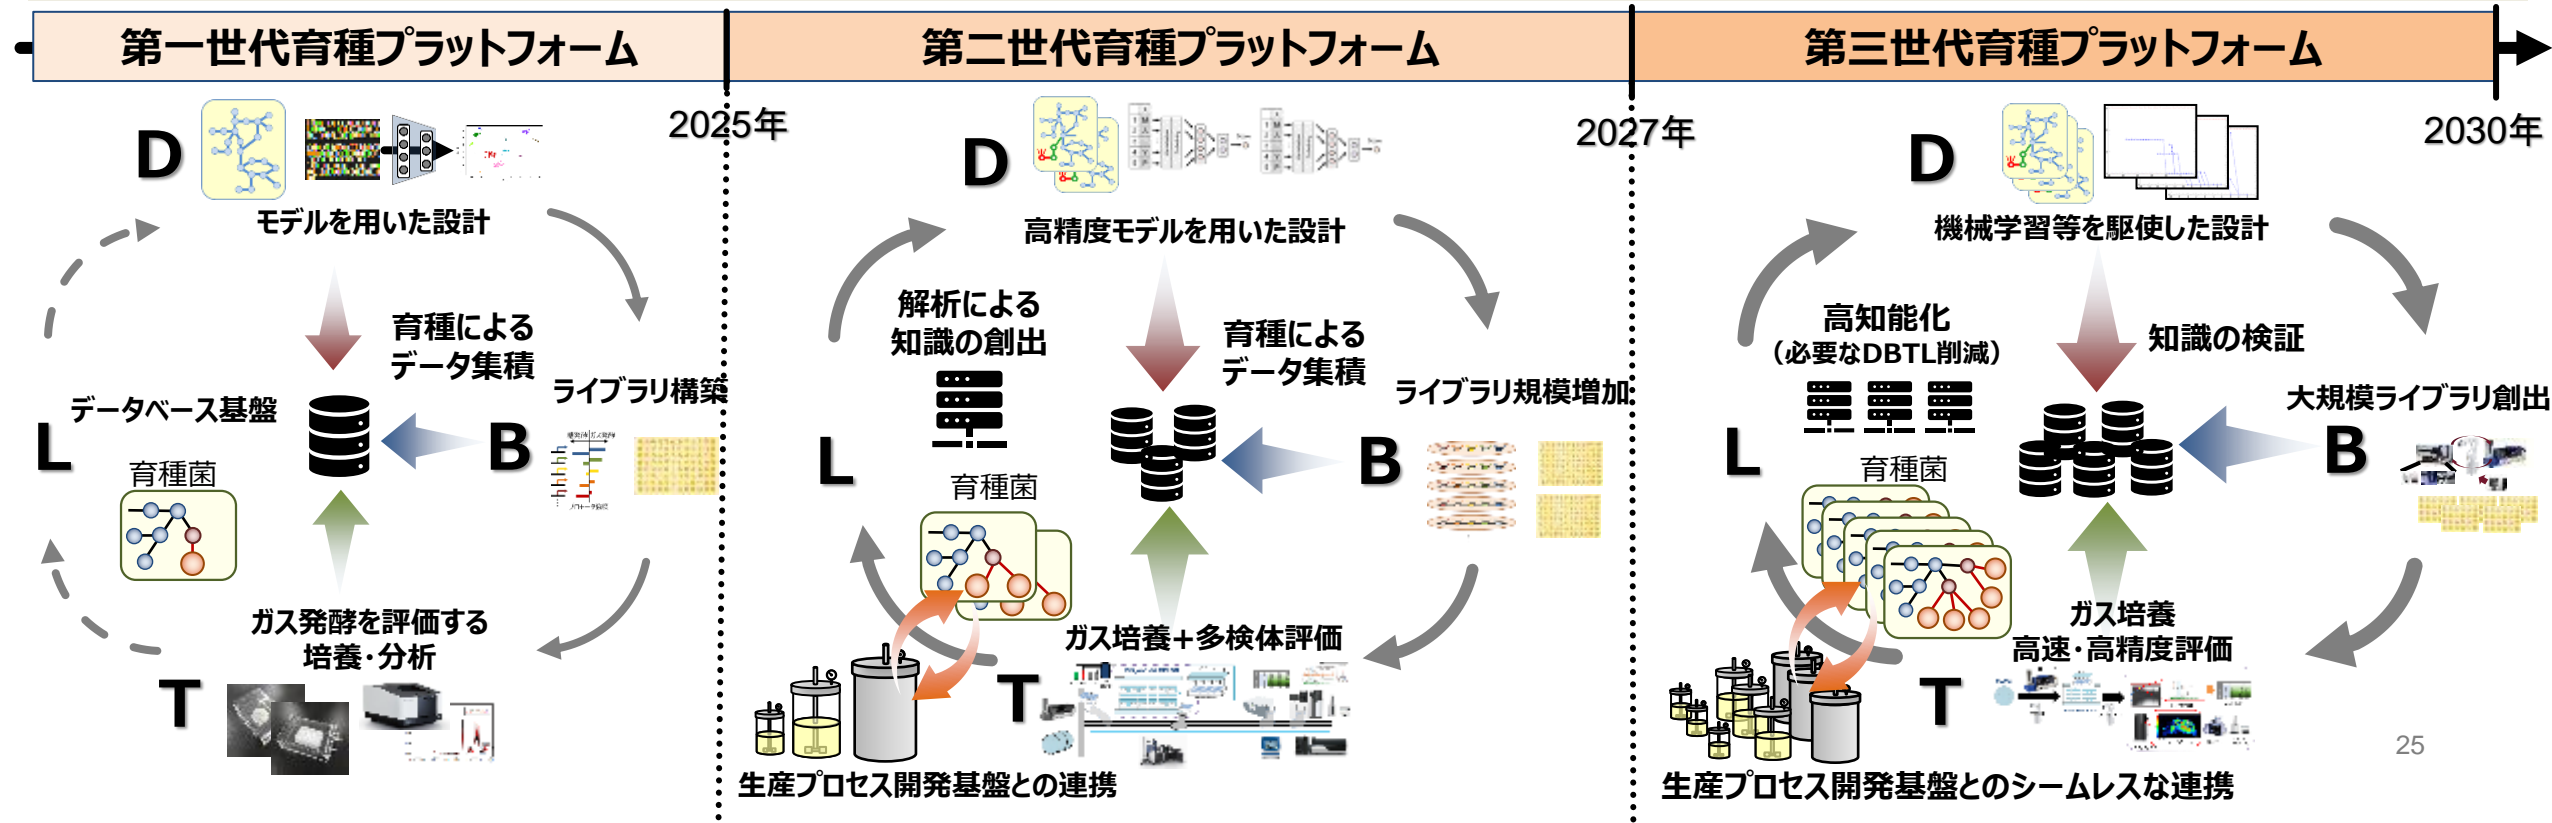 第一世代育種プラットフォーム
第二世代育種プラットフォーム
第三世代育種プラットフォーム
2025年
2027年
2030年
D
モデルを用いた設計
育種による
データ集積
ライブラリ構築
データベース基盤
L
B
育種菌
ガス発酵を評価する
培養・分析
T
D
高精度モデルを用いた設計
解析による
知識の創出
育種による
データ集積
ライブラリ規模増加
L
B
育種菌
ガス培養+多検体評価
T
生産プロセス開発基盤との連携
D
機械学習等を駆使した設計
高知能化
（必要なDBTL削減）
知識の検証
大規模ライブラリ創出
L
B
育種菌
ガス培養
高速・高精度評価
T
生産プロセス開発基盤とのシームレスな連携
25